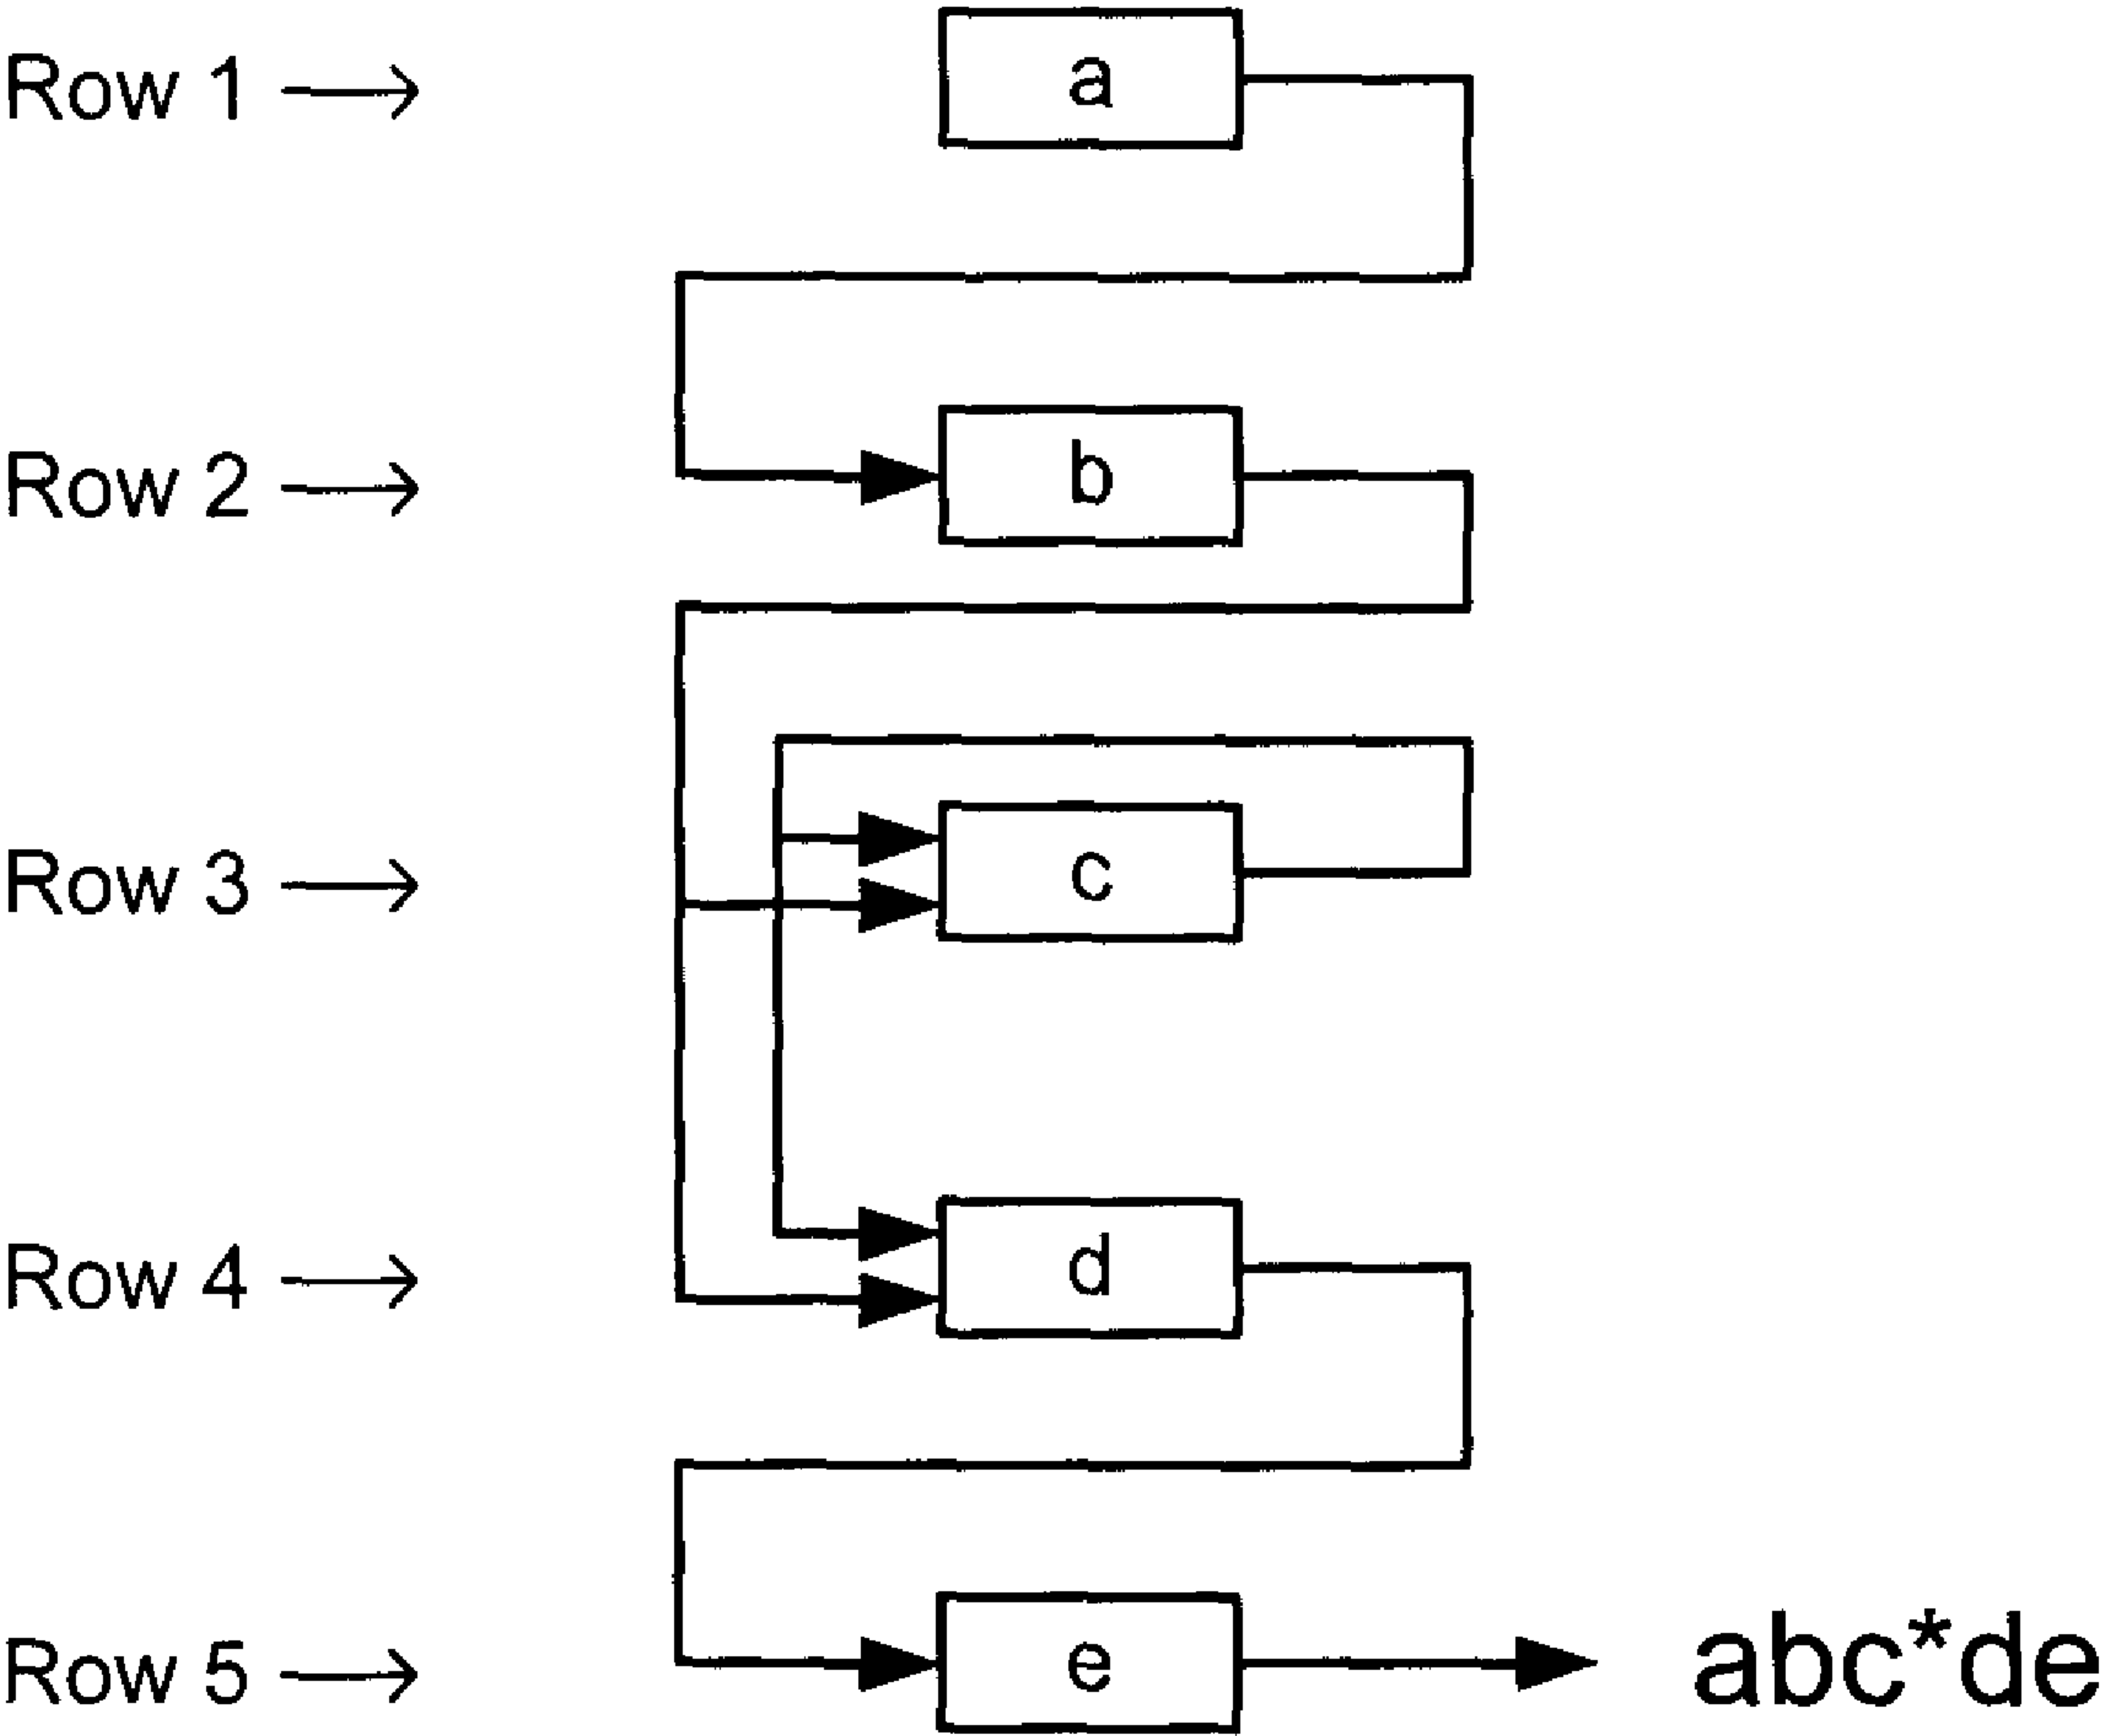 Row 1 → a
Row 2 → b
Row 3 → c
Row 4 → d
Row 5 → e abc*de